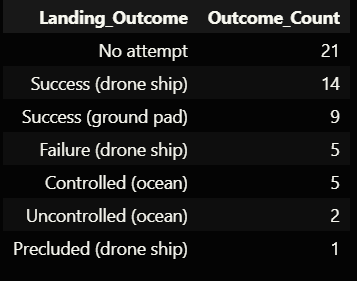 Landing_Outcome Outcome_Count
No attempt 21
Success (drone ship) 14
Success (ground pad) 9
Failure (drone ship) 5
Controlled (ocean) 5
Uncontrolled (ocean) 2
Precluded (drone ship) 1